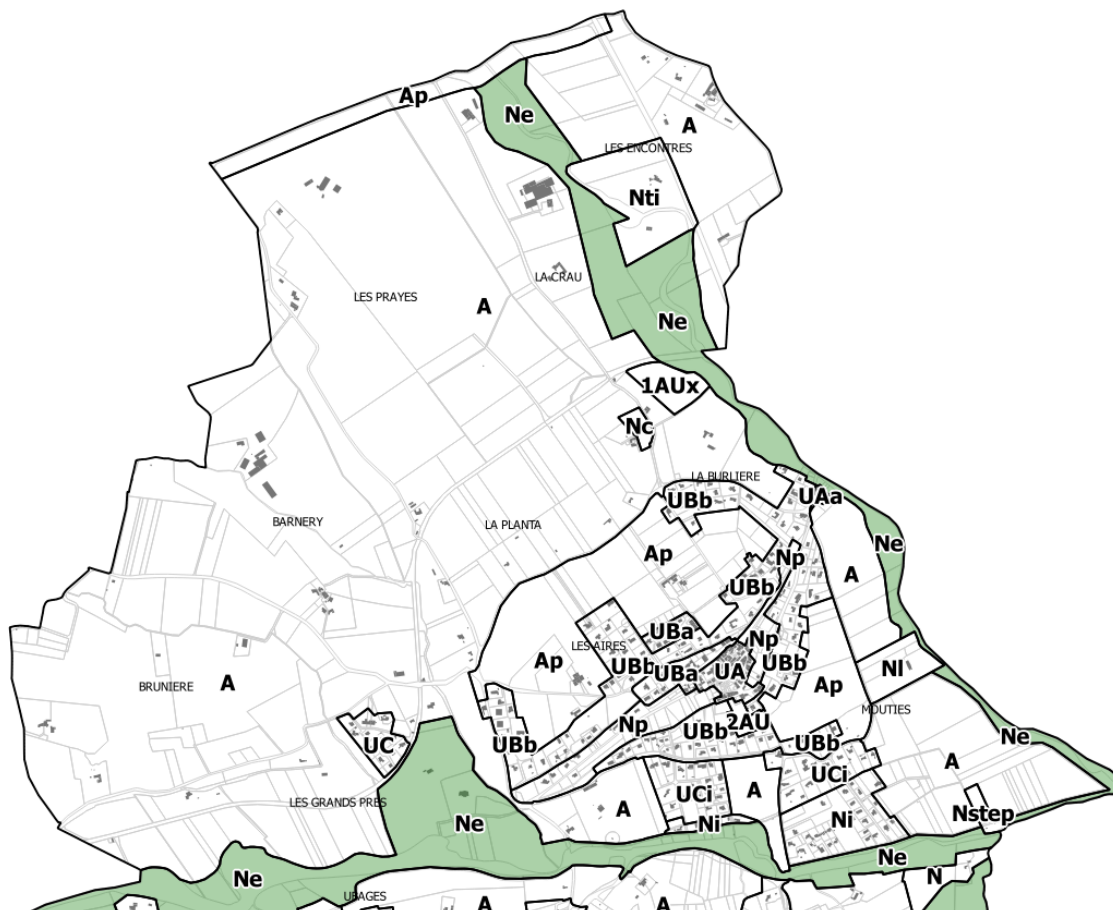 Ap
Ne
A
LES ENCONTRES
Nti
LA CRAU
LES PRAYES
A
Ne
1AUx
Nc
LA BURLIERE
UBb
UAa
BARNERY
LA PLANTA
Ap
Np
Ne
UBb
A
UBa
LES AIRES
Np
Ap
UBb
UBa
UA
UBb
Nl
BRUNIERE
A
Ap
MOUTIES
Np
2AU
UC
UBb
UBb
UBb
Ne
UCi
A
LES GRANDS PRES
A
UCi
A
Nstep
Ne
Ni
Ni
Ne
Ne
N
UBAGES
A
A